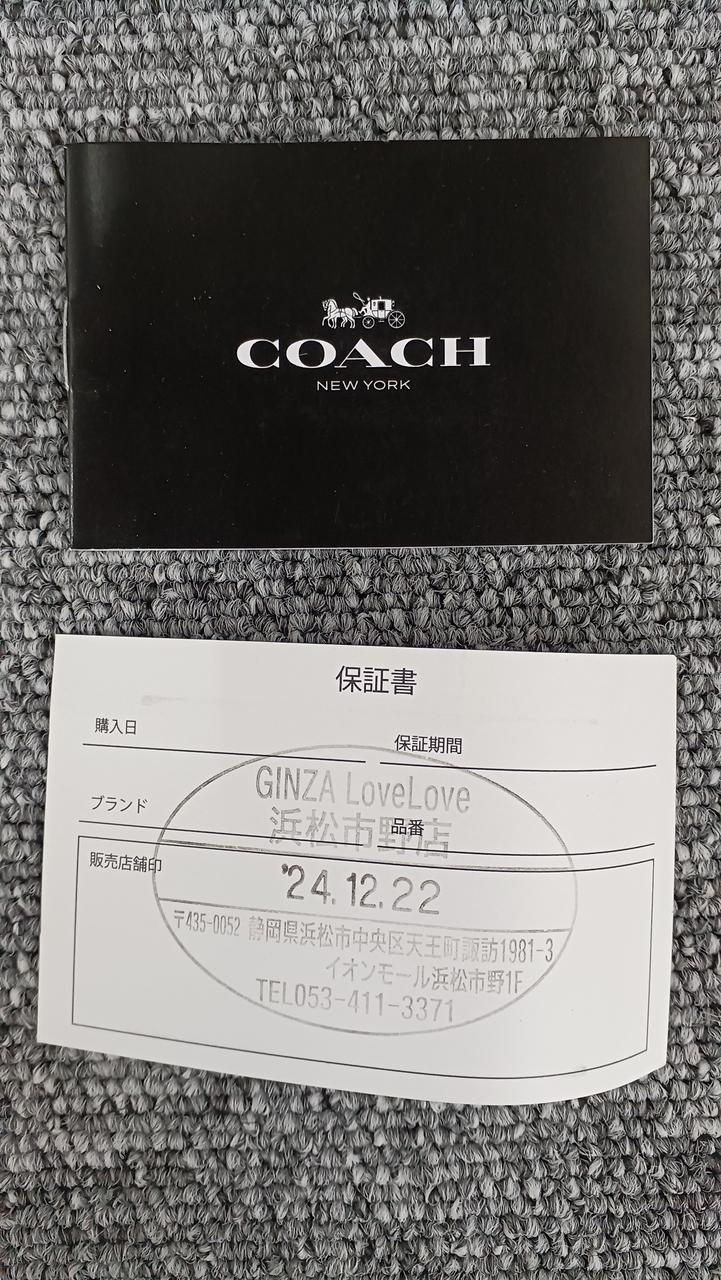 COACH
NEW YORK
保証書
購入日
保証期間
GINZA LoveLove
浜松市野店
ブランド
品番
販売店舗印
'24.12.22
〒435-0052 静岡県浜松市中央区天王町諏訪1981-3
イオンモール浜松市野1F
TEL053-411-3371